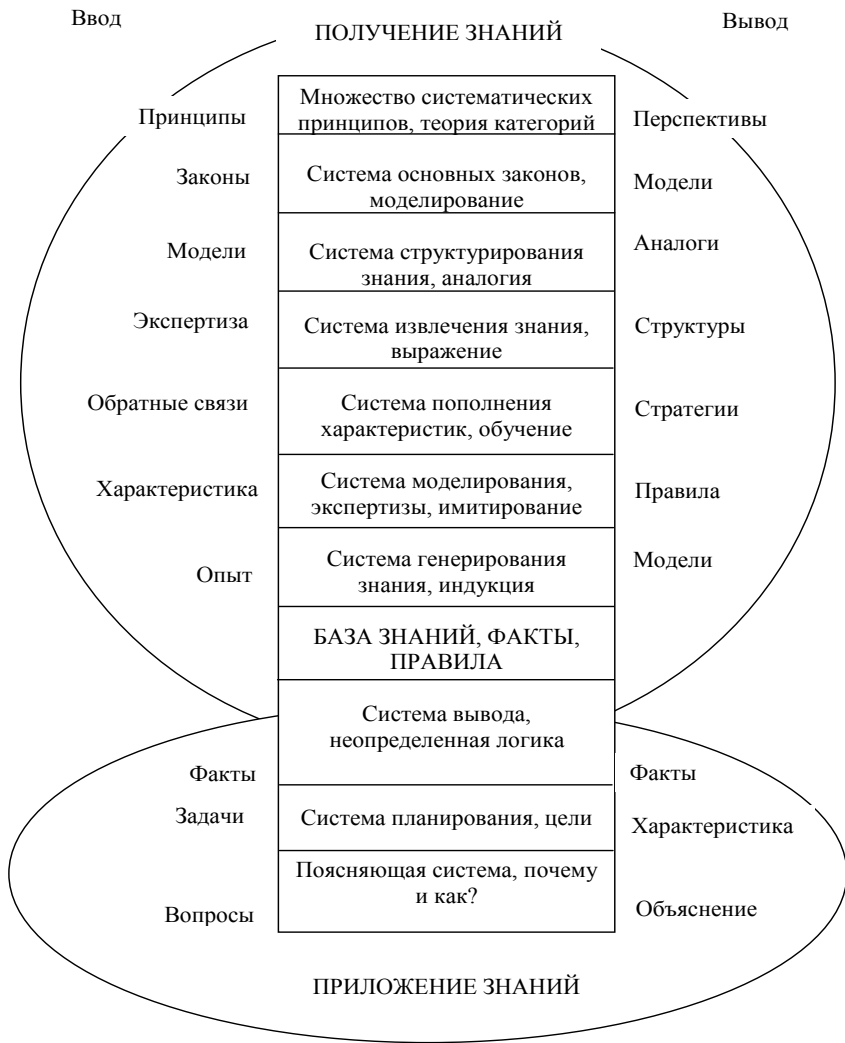 Ввод
Вывод
ПОЛУЧЕНИЕ ЗНАНИЙ
Множество систематических
принципов, теория категорий
Принципы
Перспективы
Законы
Система основных законов,
моделирование
Модели
Модели
Система структурирования
знания, аналогия
Аналоги
Экспертиза
Система извлечения знания,
выражение
Структуры
Обратные связи
Система пополнения
характеристик, обучение
Стратегии
Характеристика
Система моделирования,
экспертизы, имитирование
Правила
Опыт
Система генерирования
знания, индукция
Модели
БАЗА ЗНАНИЙ, ФАКТЫ,
ПРАВИЛА
Система вывода,
неопределенная логика
Факты
Факты
Задачи
Система планирования, цели
Характеристика
Поясняющая система, почему
и как?
Вопросы
Объяснение
ПРИЛОЖЕНИЕ ЗНАНИЙ